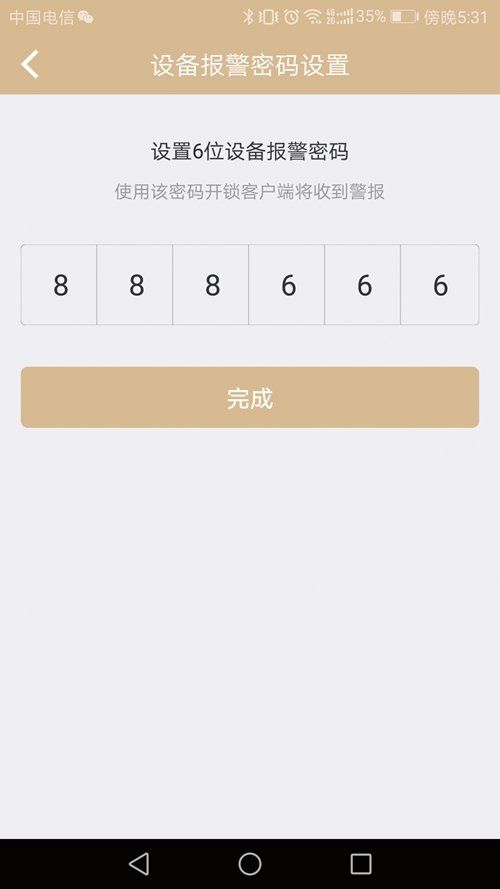 中国电信 4G 2G 35% 傍晚5:31
设备报警密码设置
设置6位设备报警密码
使用该密码开锁客户端将收到警报
8 8 8 6 6 6
完成